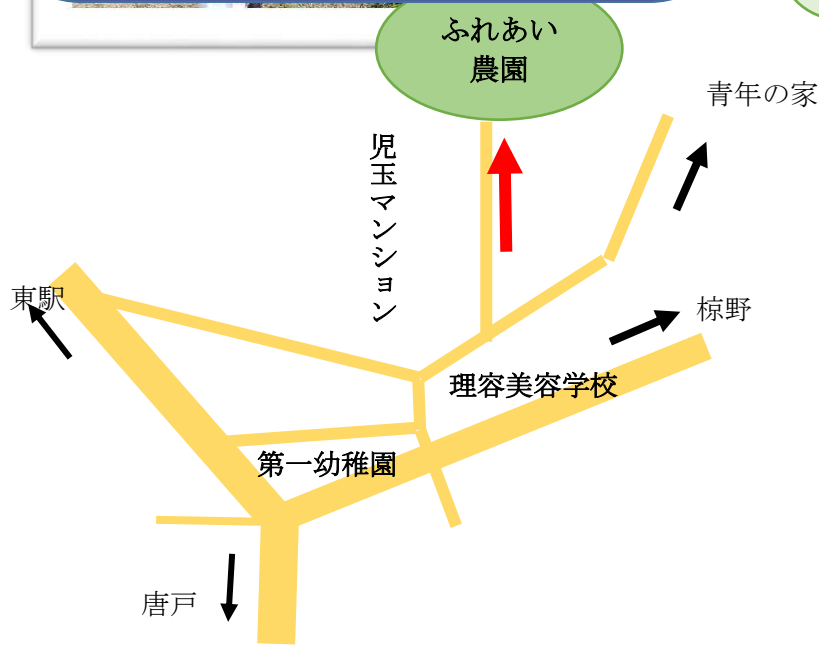 ふれあい
農園
青年の家
児玉マンション
東駅
椋野
理容美容学校
第一幼稚園
唐戸